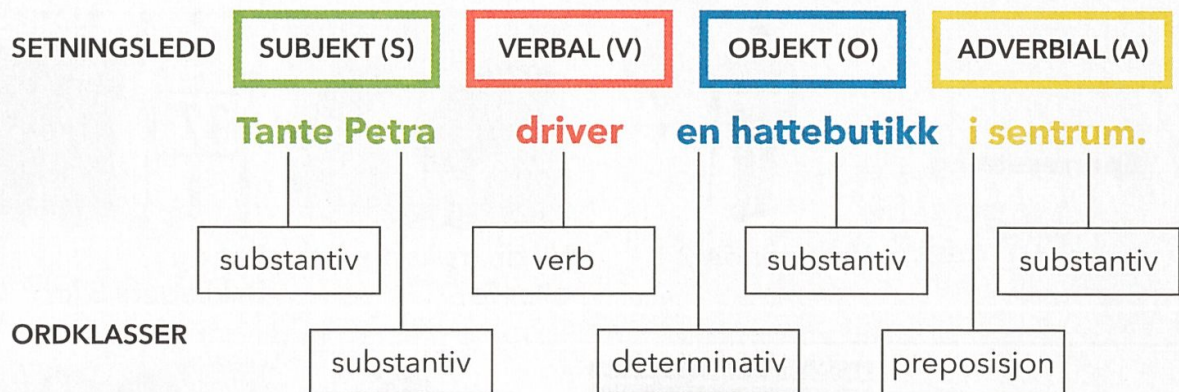 SETNINGSLEDD SUBJEKT (S) VERBAL (V) OBJEKT (O) ADVERBIAL (A)
Tante Petra driver en hattebutikk i sentrum.
substantiv verb substantiv substantiv
ORDKLASSER
substantiv determinativ preposisjon